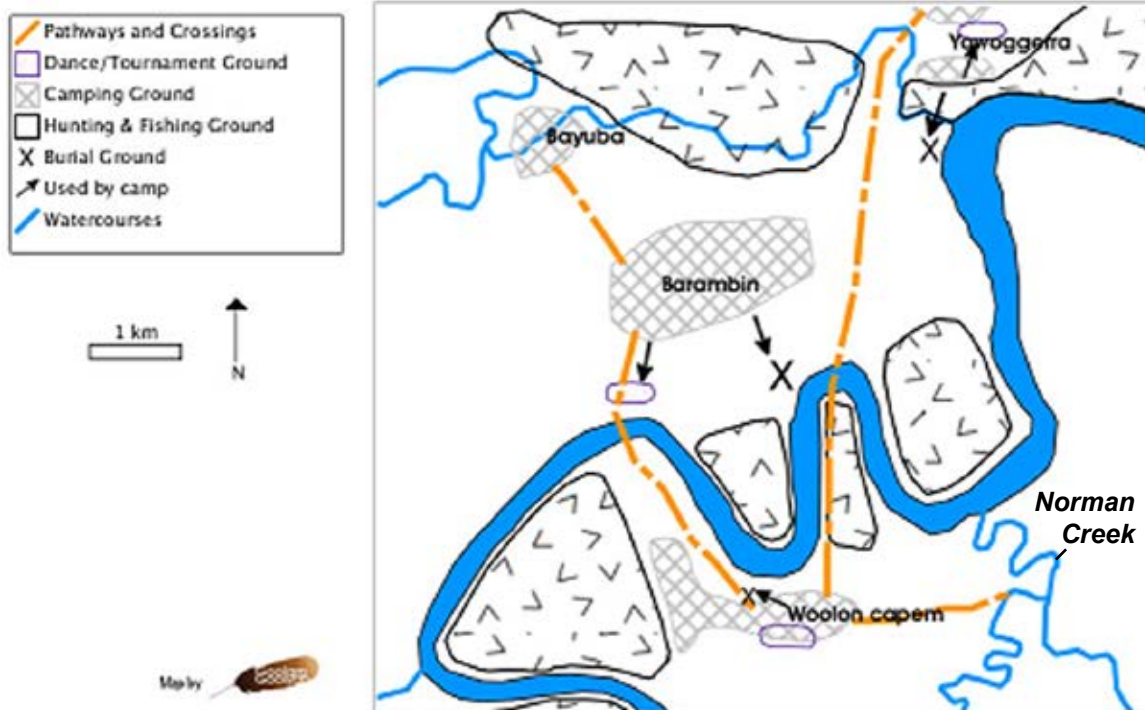 Pathways and Crossings
Dance/Tournament Ground
Camping Ground
Hunting & Fishing Ground
X Burial Ground
Used by camp
Watercourses
1 km
N
Map by
Yawoggerra
X
Bayuba
Barambin
X
Norman
Creek
X
Woolon capem